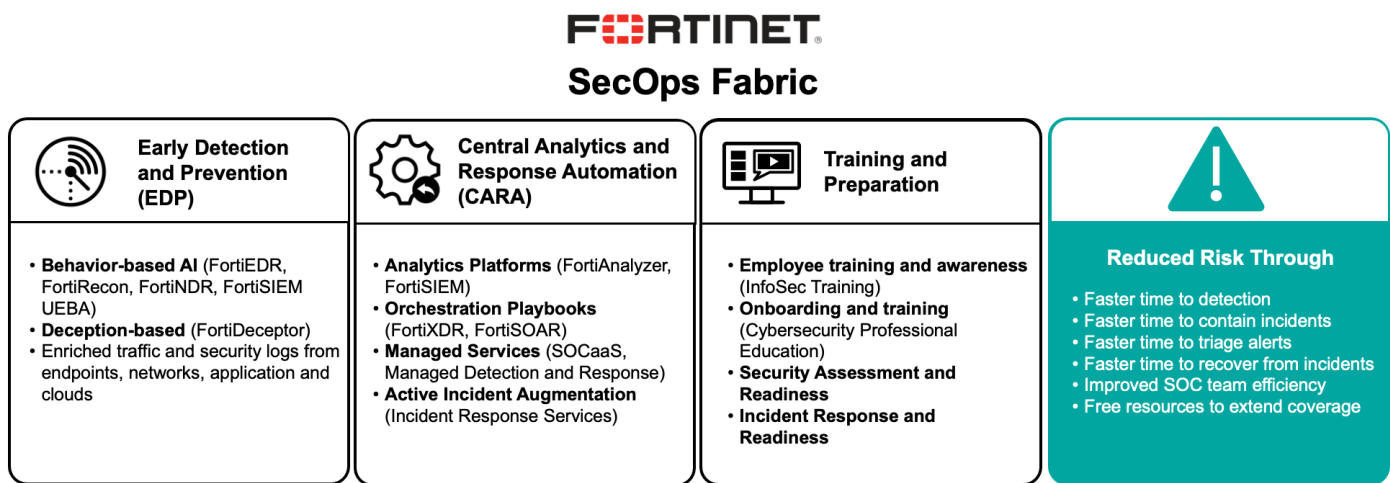 FORTINET®
SecOps Fabric
Early Detection
and Prevention
(EDP)
• Behavior-based AI (FortiEDR,
FortiRecon, FortiNDR, FortiSIEM
UEBA)
• Deception-based (FortiDeceptor)
• Enriched traffic and security logs from
endpoints, networks, application and
clouds
Central Analytics and
Response Automation
(CARA)
• Analytics Platforms (FortiAnalyzer,
FortiSIEM)
• Orchestration Playbooks
(FortiXDR, FortiSOAR)
• Managed Services (SOCaaS,
Managed Detection and Response)
• Active Incident Augmentation
(Incident Response Services)
Training and
Preparation
• Employee training and awareness
(InfoSec Training)
• Onboarding and training
(Cybersecurity Professional
Education)
• Security Assessment and
Readiness
• Incident Response and
Readiness
Reduced Risk Through
• Faster time to detection
• Faster time to contain incidents
• Faster time to triage alerts
• Faster time to recover from incidents
• Improved SOC team efficiency
• Free resources to extend coverage